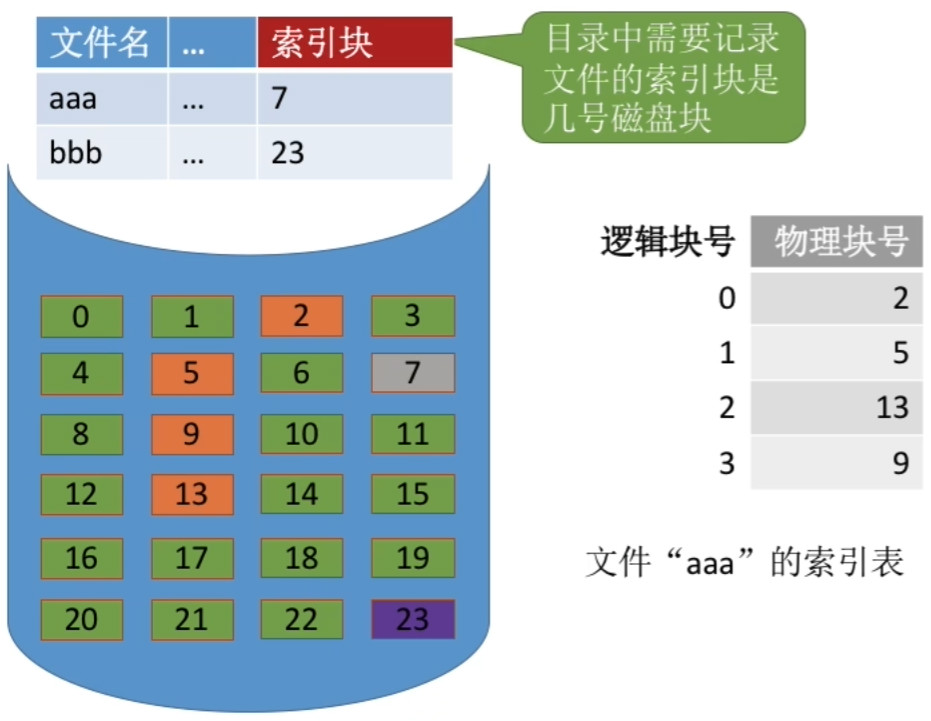 文件名 ... 索引块
aaa ... 7
bbb ... 23
目录中需要记录
文件的索引块是
几号磁盘块
0 1 2 3
4 5 6 7
8 9 10 11
12 13 14 15
16 17 18 19
20 21 22 23
逻辑块号 物理块号
0 2
1 5
2 13
3 9
文件“aaa”的索引表